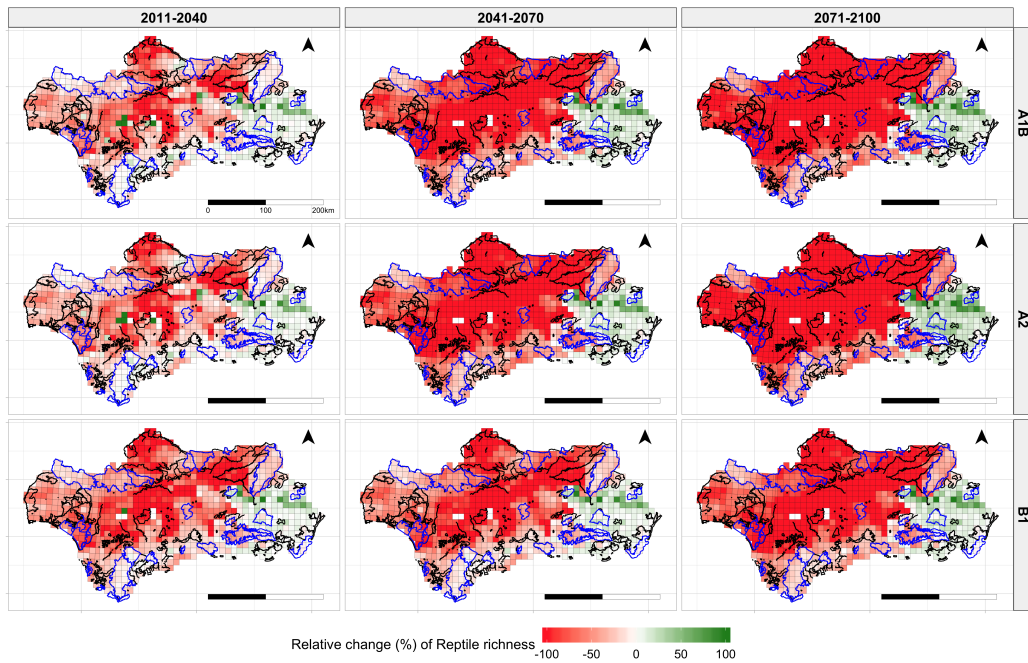 2011-2040 2041-2070 2071-2100
A1B
0 100 200km
A2
B1
Relative change (%) of Reptile richness
-100 -50 0 50 100